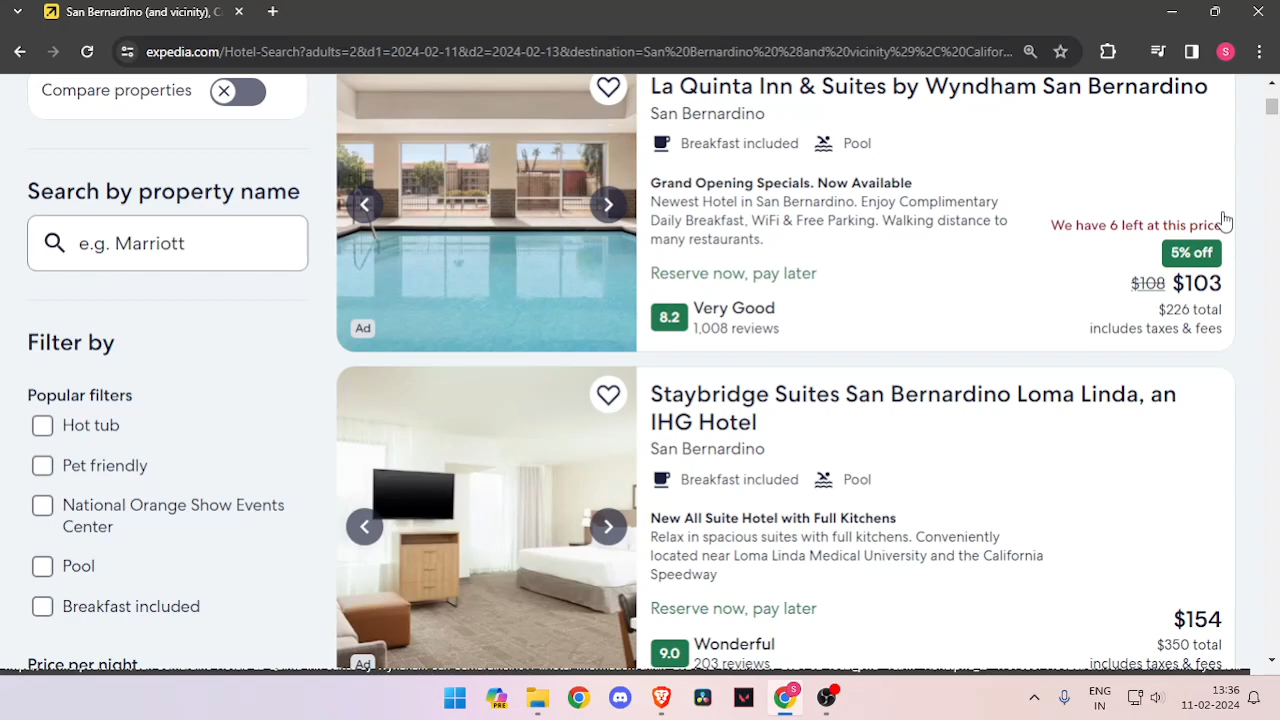 San Bernardino (and vicinity), C
expedia.com/Hotel-Search?adults=2&d1=2024-02-11&d2=2024-02-13&destination=San%20Bernardino%20%28and%20vicinity%29%2C%20Califor...
S
Compare properties
Search by property name
e.g. Marriott
Filter by
Popular filters
Hot tub
Pet friendly
National Orange Show Events
Center
Pool
Breakfast included
Price per night
La Quinta Inn & Suites by Wyndham San Bernardino
San Bernardino
Breakfast included Pool
Grand Opening Specials. Now Available
Newest Hotel in San Bernardino. Enjoy Complimentary
Daily Breakfast, WiFi & Free Parking. Walking distance to
many restaurants.
We have 6 left at this price
5% off
Reserve now, pay later
$108 $103
8.2 Very Good
1,008 reviews
$226 total
includes taxes & fees
Ad
Staybridge Suites San Bernardino Loma Linda, an
IHG Hotel
San Bernardino
Breakfast included Pool
New All Suite Hotel with Full Kitchens
Relax in spacious suites with full kitchens. Conveniently
located near Loma Linda Medical University and the California
Speedway
Reserve now, pay later
$154
9.0 Wonderful
203 reviews
$350 total
includes taxes & fees
Ad
PRE
S
ENG
IN
13:36
11-02-2024